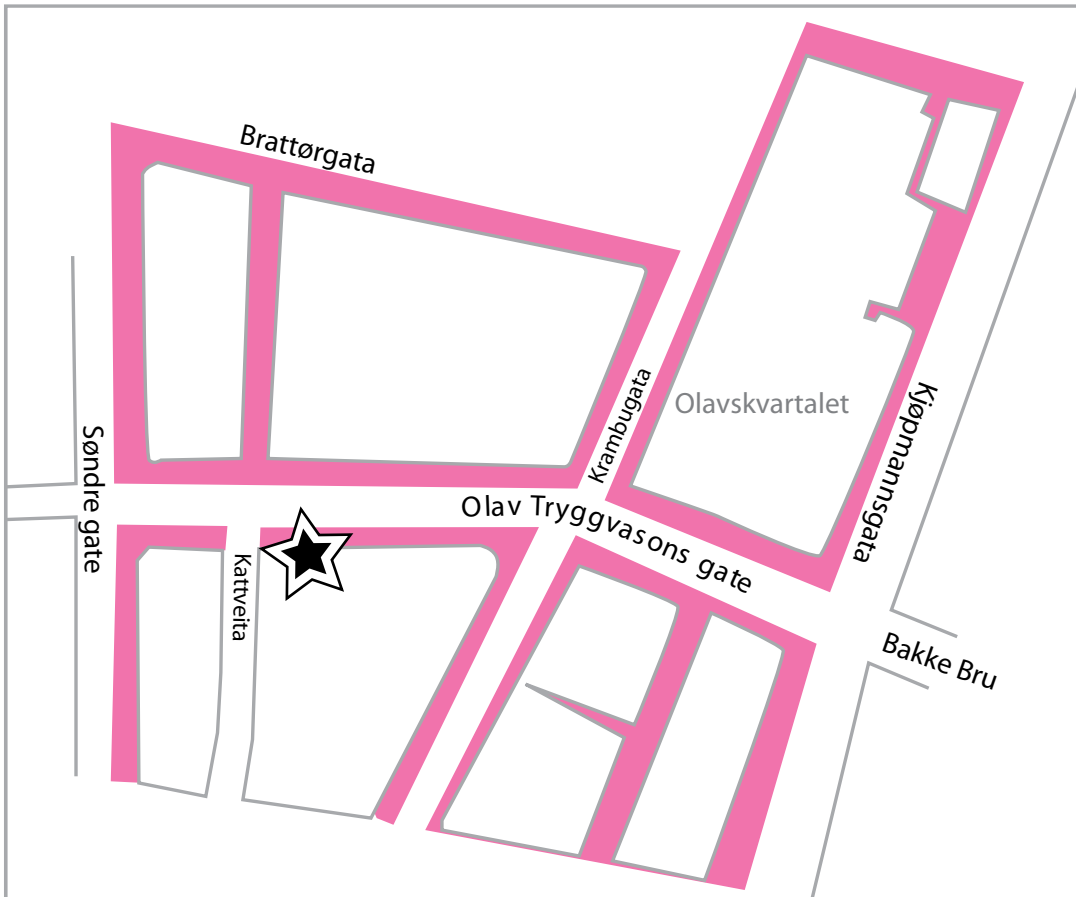 Brattørgata
Krambugata
Olavskvartalet
Kjøpmannsgata
Søndre gate
Olav Tryggvasons gate
Kattveita
Bakke Bru